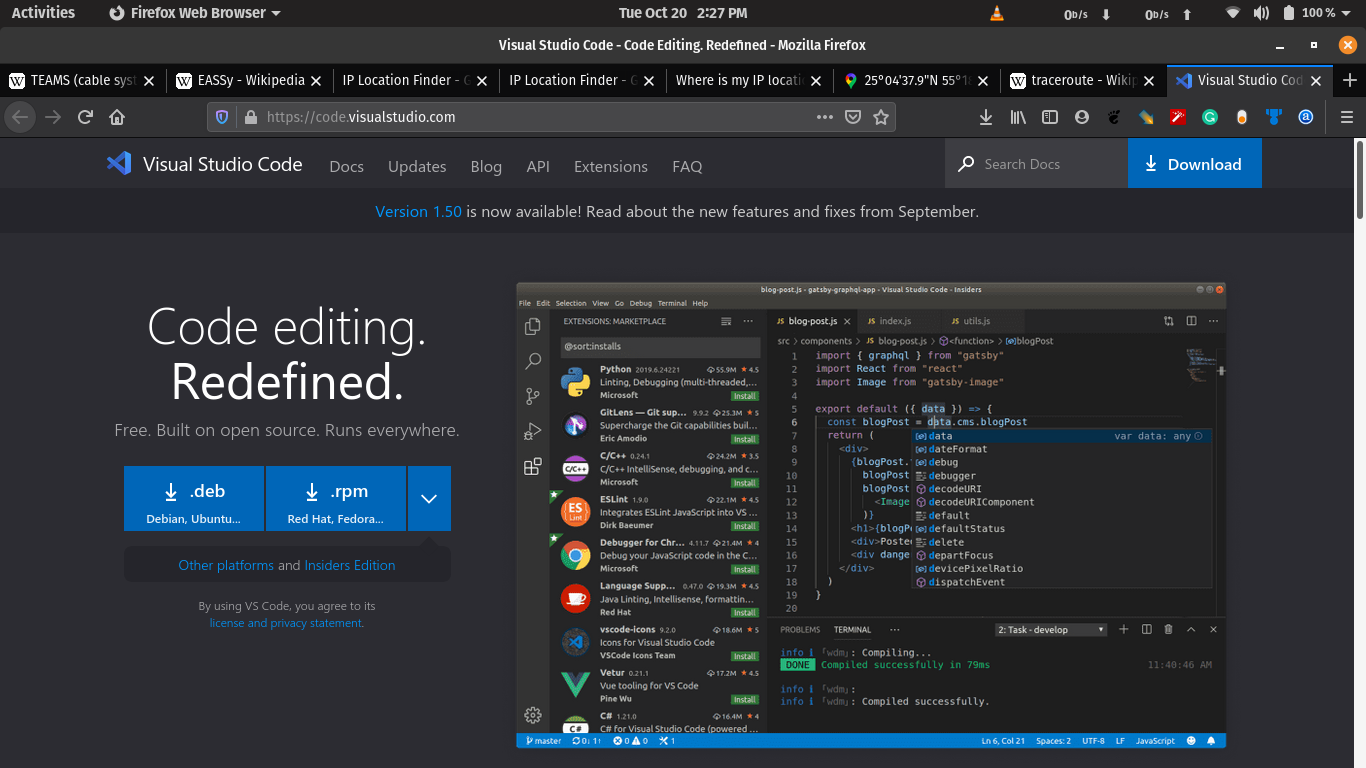 Activities
Firefox Web Browser
Tue Oct 20 2:27 PM
0b/s
0b/s
100 %
Visual Studio Code - Code Editing. Redefined - Mozilla Firefox
TEAMS (cable sys
EASSy - Wikipedia
IP Location Finder - G
IP Location Finder - G
Where is my IP locati
25°04'37.9"N 55°1
traceroute - Wikip
Visual Studio Cod
https://code.visualstudio.com
Visual Studio Code
Docs
Updates
Blog
API
Extensions
FAQ
Search Docs
Download
Version 1.50 is now available! Read about the new features and fixes from September.
Code editing.
Redefined.
Free. Built on open source. Runs everywhere.
.deb
Debian, Ubuntu...
.rpm
Red Hat, Fedora...
Other platforms and Insiders Edition
By using VS Code, you agree to its
license and privacy statement.
blog-post.js - gatsby-graphql-app - Visual Studio Code - Insiders
File Edit Selection View Go Debug Terminal Help
EXTENSIONS: MARKETPLACE
@sort:installs
Python 2019.6.24221 55.9M 4.5
Linting, Debugging (multi-threaded,...
Microsoft Install
GitLens — Git sup... 9.9.2 25.3M 5
Supercharge the Git capabilities buil...
Eric Amodio Install
C/C++ 0.24.1 24.2M 3.5
C/C++ IntelliSense, debugging, and c...
Microsoft Install
ESLint 1.9.0 22.1M 4.5
Integrates ESLint JavaScript into VS ...
Dirk Baeumer Install
Debugger for Chr... 4.11.7 21.4M 4
Debug your JavaScript code in the C...
Microsoft Install
Language Supp... 0.47.0 19.3M 4.5
Java Linting, Intellisense, formattin...
Red Hat Install
vscode-icons 9.2.0 18.6M 5
Icons for Visual Studio Code
VSCode Icons Team Install
Vetur 0.21.1 17.2M 4.5
Vue tooling for VS Code
Pine Wu Install
C# 1.21.0 16.4M 4
C# for Visual Studio Code (powered ...
JS blog-post.js
JS index.js
JS utils.js
src > components > JS blog-post.js > <function> > blogPost
1 import { graphql } from "gatsby"
2 import React from "react"
3 import Image from "gatsby-image"
4
5 export default ({ data }) => {
6 const blogPost = data.cms.blogPost
7 return (
8 <div>
9 {blogPost.
10 blogPost
11 blogPost
12 <Image
13 )}
14 <h1>{blogPo
15 <div>Poste
16 <div dange
17 </div>
18 )
19 }
20
data var data: any
dateFormat
debug
debugger
decodeURI
decodeURIComponent
default
defaultStatus
delete
departFocus
devicePixelRatio
dispatchEvent
PROBLEMS TERMINAL ... 2: Task - develop
info i ｢wdm｣: Compiling...
DONE Compiled successfully in 79ms 11:40:46 AM
info i ｢wdm｣:
info i ｢wdm｣: Compiled successfully.
master 0↓ 1↑ 0 0 1
Ln 6, Col 21 Spaces: 2 UTF-8 LF JavaScript